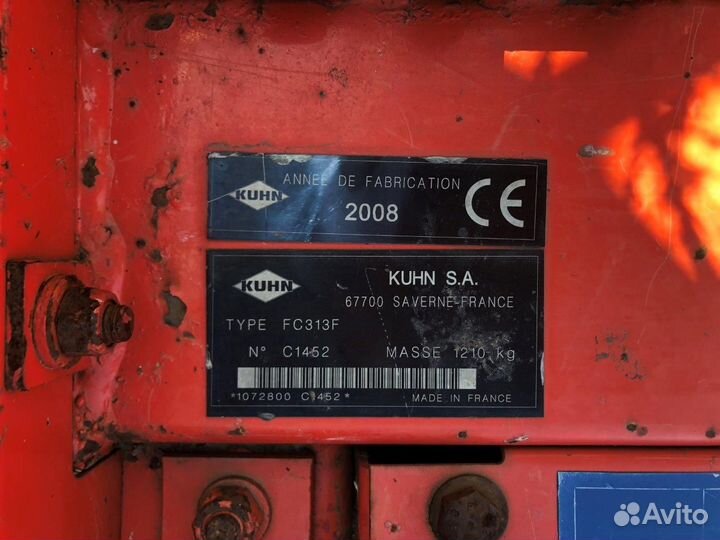 KUHN
ANNÉE DE FABRICATION
2008
CE
KUHN
KUHN S.A.
67700 SAVERNE-FRANCE
TYPE FC313F
N° C1452 MASSE 1210 kg
*1072800 C1452*
MADE IN FRANCE
Avito